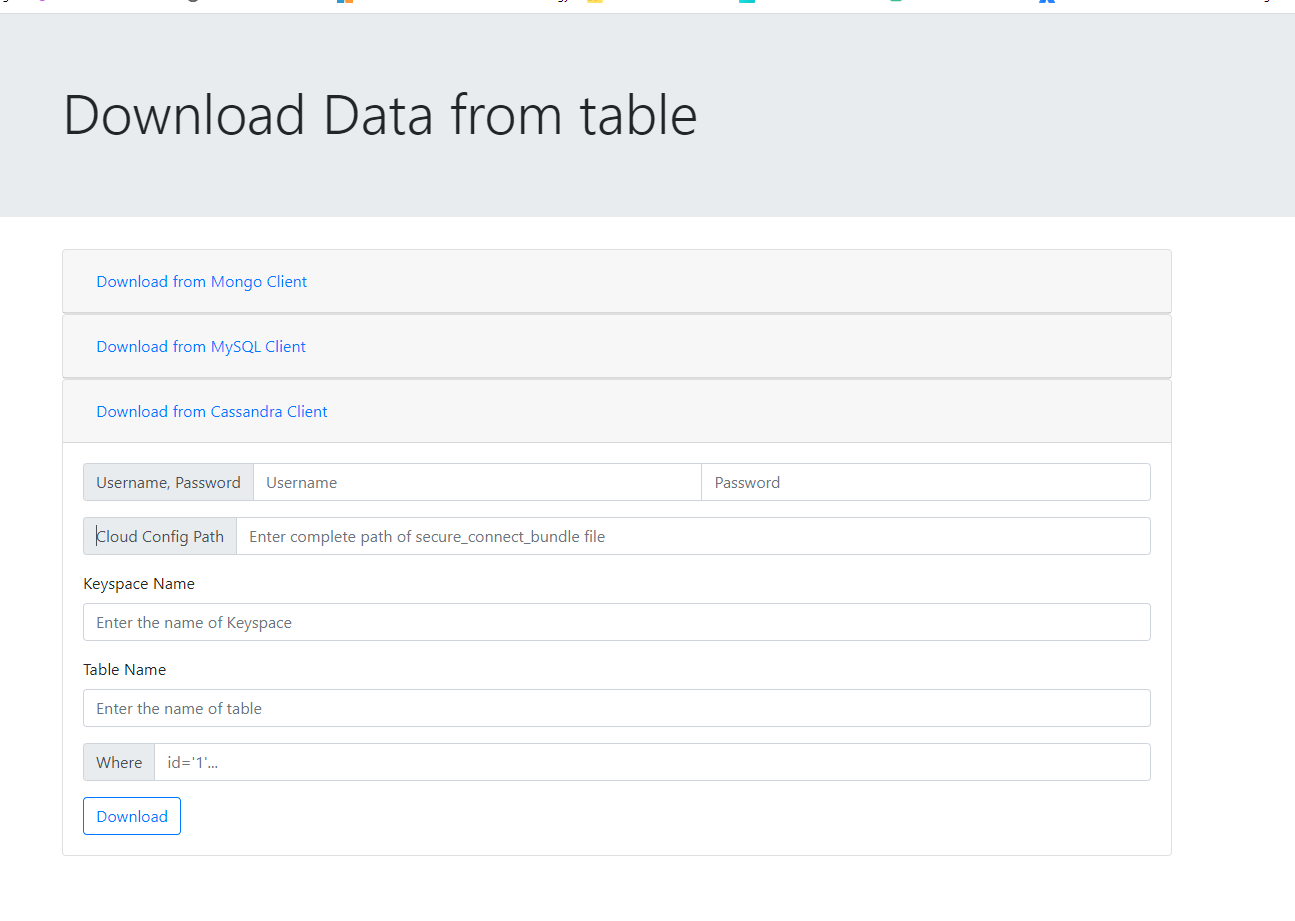 Download Data from table
Download from Mongo Client
Download from MySQL Client
Download from Cassandra Client
Username, Password Username Password
Cloud Config Path Enter complete path of secure_connect_bundle file
Keyspace Name
Enter the name of Keyspace
Table Name
Enter the name of table
Where id='1'...
Download